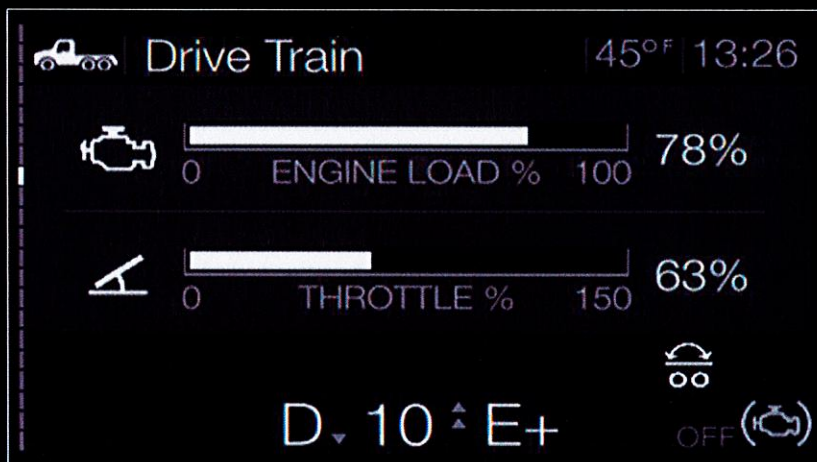 Drive Train 45°F 13:26
78%
0 ENGINE LOAD % 100
63%
0 THROTTLE % 150
D 10 E+
OFF